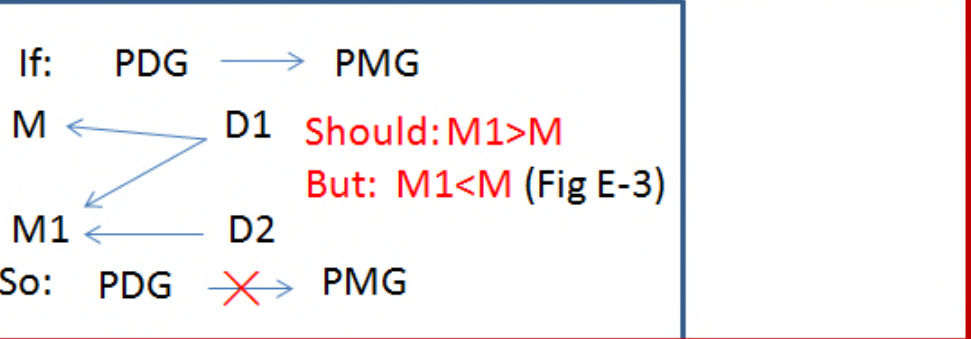 If: PDG PMG
M D1 Should: M1>M
But: M1<M (Fig E-3)
M1 D2
So: PDG PMG